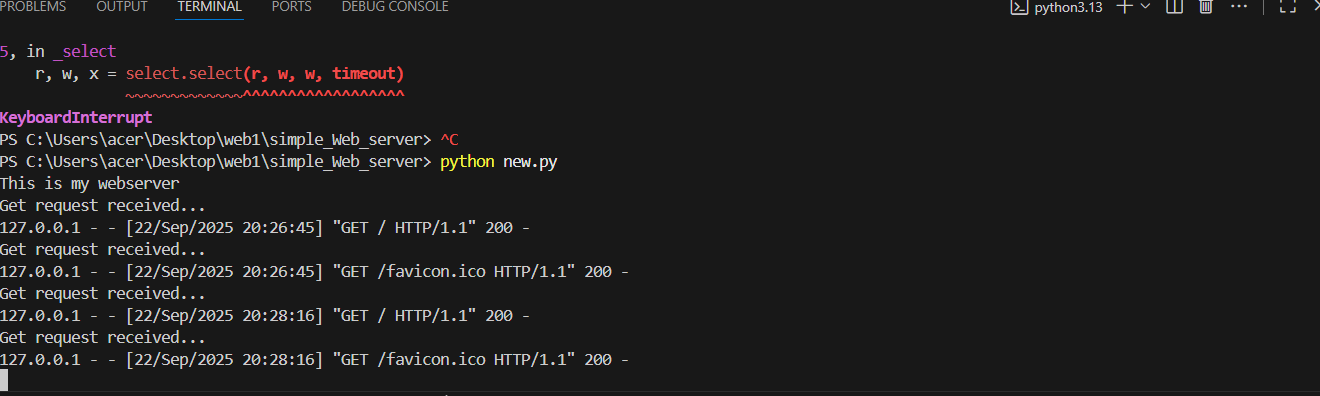 PROBLEMS OUTPUT TERMINAL PORTS DEBUG CONSOLE python3.13
5, in _select
    r, w, x = select.select(r, w, w, timeout)
              ~~~~~~~~~~~~~^^^^^^^^^^^^^^^^^^
KeyboardInterrupt
PS C:\Users\acer\Desktop\web1\simple_Web_server> ^C
PS C:\Users\acer\Desktop\web1\simple_Web_server> python new.py
This is my webserver
Get request received...
127.0.0.1 - - [22/Sep/2025 20:26:45] "GET / HTTP/1.1" 200 -
Get request received...
127.0.0.1 - - [22/Sep/2025 20:26:45] "GET /favicon.ico HTTP/1.1" 200 -
Get request received...
127.0.0.1 - - [22/Sep/2025 20:28:16] "GET / HTTP/1.1" 200 -
Get request received...
127.0.0.1 - - [22/Sep/2025 20:28:16] "GET /favicon.ico HTTP/1.1" 200 -